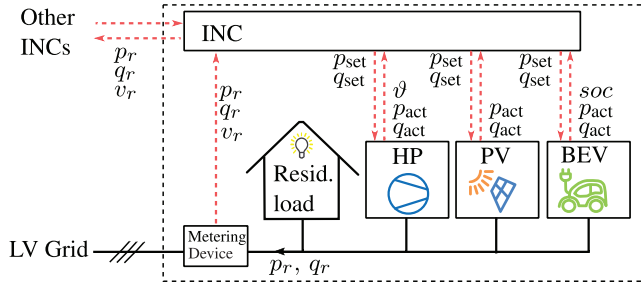 Other
INCs
p_r
q_r
v_r
INC
p_r
q_r
v_r
p_set
q_set
ϑ
p_act
q_act
p_set
q_set
p_act
q_act
p_set
q_set
soc
p_act
q_act
Resid.
load
HP
PV
BEV
LV Grid
Metering
Device
p_r, q_r